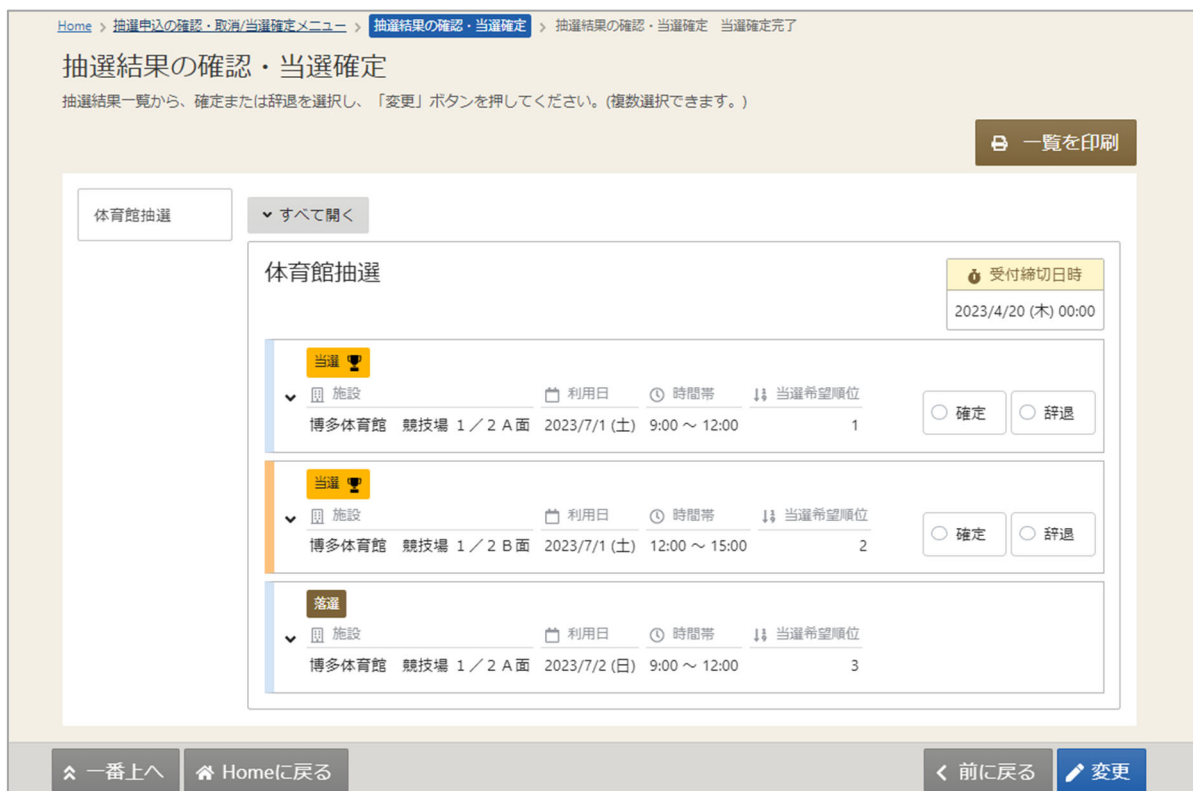 Home > 抽選申込の確認・取消/当選確定メニュー > 抽選結果の確認・当選確定 > 抽選結果の確認・当選確定 当選確定完了
抽選結果の確認・当選確定
抽選結果一覧から、確定または辞退を選択し、「変更」ボタンを押してください。(複数選択できます。)
一覧を印刷
体育館抽選
すべて開く
体育館抽選
受付締切日時
2023/4/20 (木) 00:00
当選
施設 利用日 時間帯 当選希望順位
博多体育館 競技場 1/2 A面 2023/7/1 (土) 9:00 ～ 12:00 1
確定 辞退
当選
施設 利用日 時間帯 当選希望順位
博多体育館 競技場 1/2 B面 2023/7/1 (土) 12:00 ～ 15:00 2
確定 辞退
落選
施設 利用日 時間帯 当選希望順位
博多体育館 競技場 1/2 A面 2023/7/2 (日) 9:00 ～ 12:00 3
一番上へ Homeに戻る 前に戻る 変更